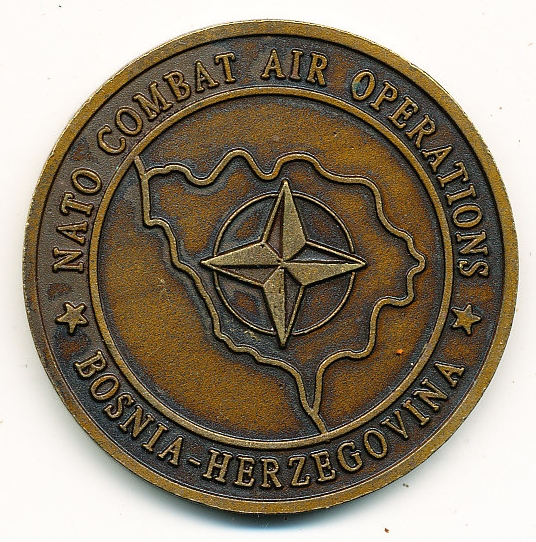 NATO COMBAT AIR OPERATIONS
BOSNIA-HERZEGOVINA